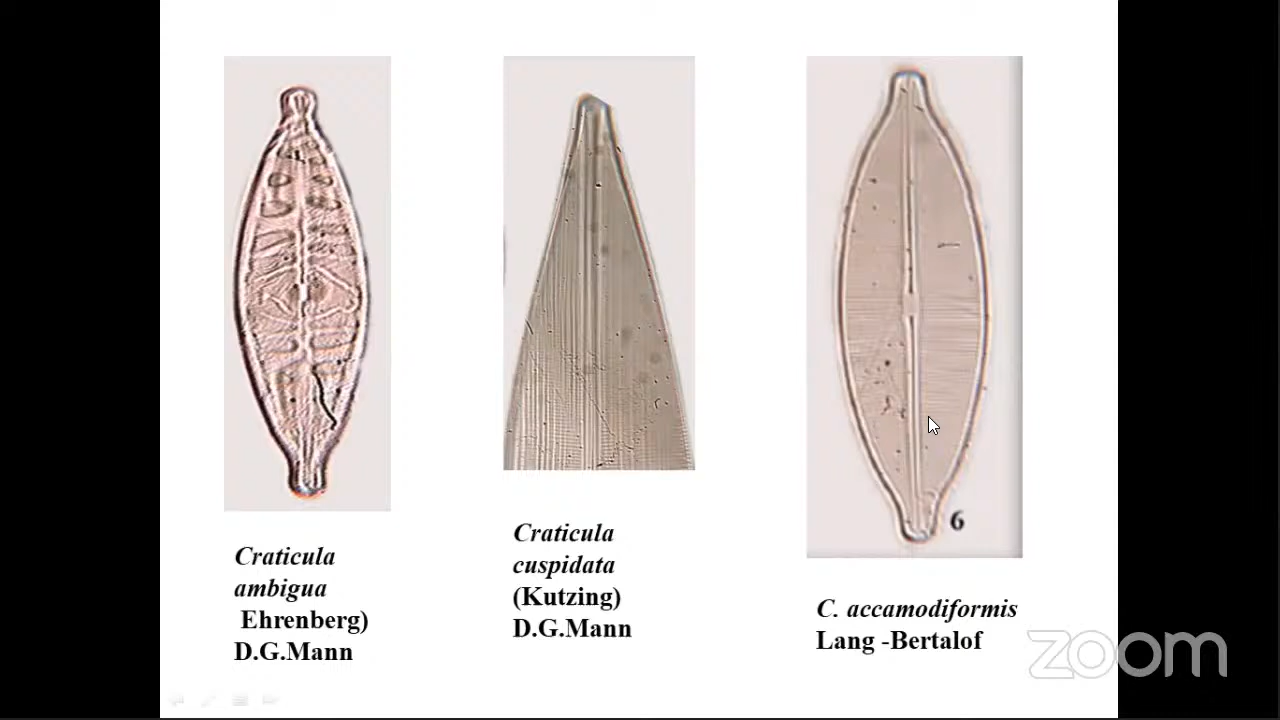 Craticula
ambigua
Ehrenberg)
D.G.Mann
Craticula
cuspidata
(Kutzing)
D.G.Mann
6
C. accamodiformis
Lang -Bertalof
zoom